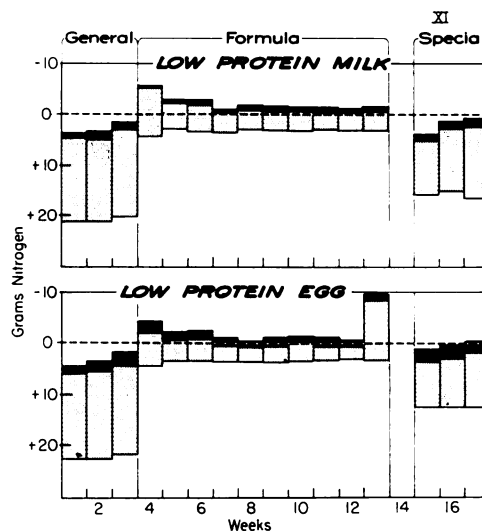 XI
General Formula Specia
-10 LOW PROTEIN MILK
0
+10
+20
Grams Nitrogen
-10 LOW PROTEIN EGG
0
+10
+20
2 4 6 8 10 12 14 16
Weeks